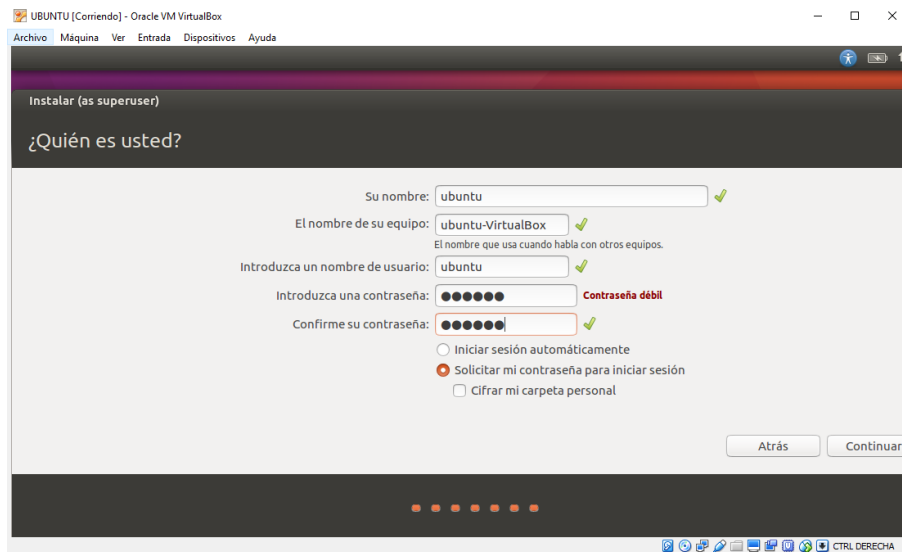 UBUNTU [Corriendo] - Oracle VM VirtualBox
Archivo Máquina Ver Entrada Dispositivos Ayuda
Instalar (as superuser)
¿Quién es usted?
Su nombre: ubuntu
El nombre de su equipo: ubuntu-VirtualBox
El nombre que usa cuando habla con otros equipos.
Introduzca un nombre de usuario: ubuntu
Introduzca una contraseña: ●●●●●● Contraseña débil
Confirme su contraseña: ●●●●●●
Iniciar sesión automáticamente
Solicitar mi contraseña para iniciar sesión
Cifrar mi carpeta personal
Atrás Continuar
CTRL DERECHA